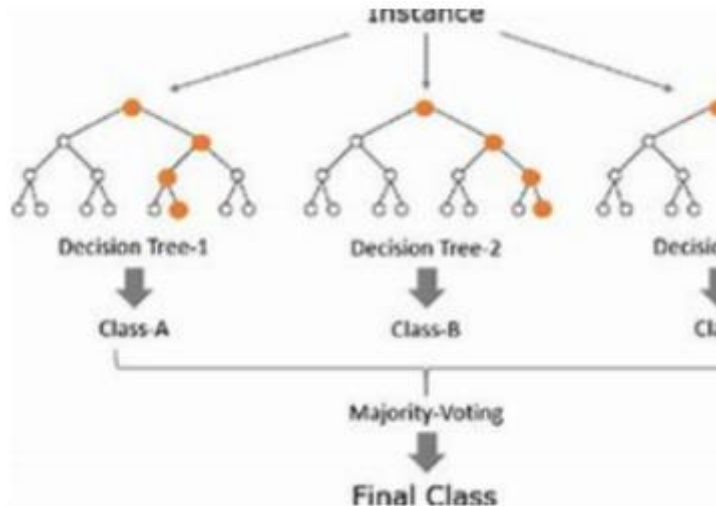 Instance
Decision Tree-1
Decision Tree-2
Class-A
Class-B
Majority-Voting
Final Class